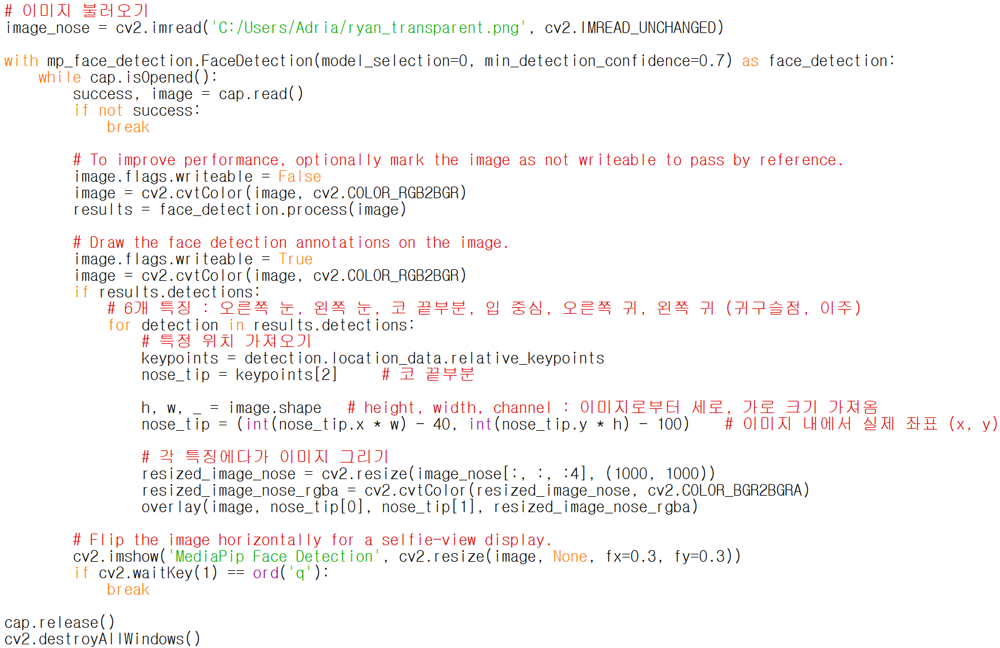 # 이미지 불러오기
image_nose = cv2.imread('C:/Users/Adria/ryan_transparent.png', cv2.IMREAD_UNCHANGED)
with mp_face_detection.FaceDetection(model_selection=0, min_detection_confidence=0.7) as face_detection:
    while cap.isOpened():
        success, image = cap.read()
        if not success:
            break
        # To improve performance, optionally mark the image as not writeable to pass by reference.
        image.flags.writeable = False
        image = cv2.cvtColor(image, cv2.COLOR_RGB2BGR)
        results = face_detection.process(image)
        # Draw the face detection annotations on the image.
        image.flags.writeable = True
        image = cv2.cvtColor(image, cv2.COLOR_RGB2BGR)
        if results.detections:
            # 6개 특징 : 오른쪽 눈, 왼쪽 눈, 코 끝부분, 입 중심, 오른쪽 귀, 왼쪽 귀 (귀구슬점, 이주)
            for detection in results.detections:
                # 특정 위치 가져오기
                keypoints = detection.location_data.relative_keypoints
                nose_tip = keypoints[2]     # 코 끝부분
                h, w, _ = image.shape   # height, width, channel : 이미지로부터 세로, 가로 크기 가져옴
                nose_tip = (int(nose_tip.x * w) - 40, int(nose_tip.y * h) - 100)    # 이미지 내에서 실제 좌표 (x, y)
                # 각 특징에다가 이미지 그리기
                resized_image_nose = cv2.resize(image_nose[:, :, :4], (1000, 1000))
                resized_image_nose_rgba = cv2.cvtColor(resized_image_nose, cv2.COLOR_BGR2BGRA)
                overlay(image, nose_tip[0], nose_tip[1], resized_image_nose_rgba)
        # Flip the image horizontally for a selfie-view display.
        cv2.imshow('MediaPip Face Detection', cv2.resize(image, None, fx=0.3, fy=0.3))
        if cv2.waitKey(1) == ord('q'):
            break
cap.release()
cv2.destroyAllWindows()